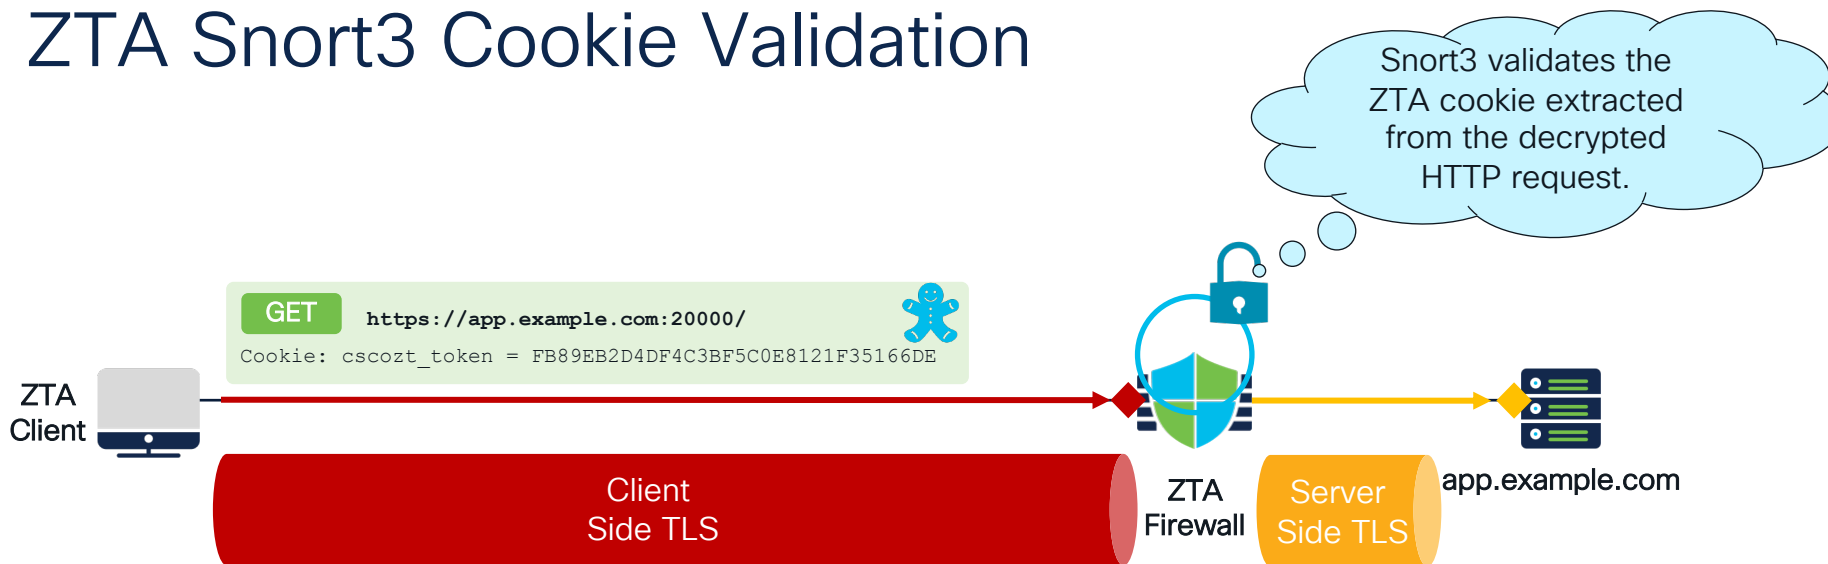 ZTA Snort3 Cookie Validation
Snort3 validates the
ZTA cookie extracted
from the decrypted
HTTP request.
GET https://app.example.com:20000/
Cookie: cscozt_token = FB89EB2D4DF4C3BF5C0E8121F35166DE
ZTA
Client
Client
Side TLS
ZTA
Firewall
Server
Side TLS
app.example.com